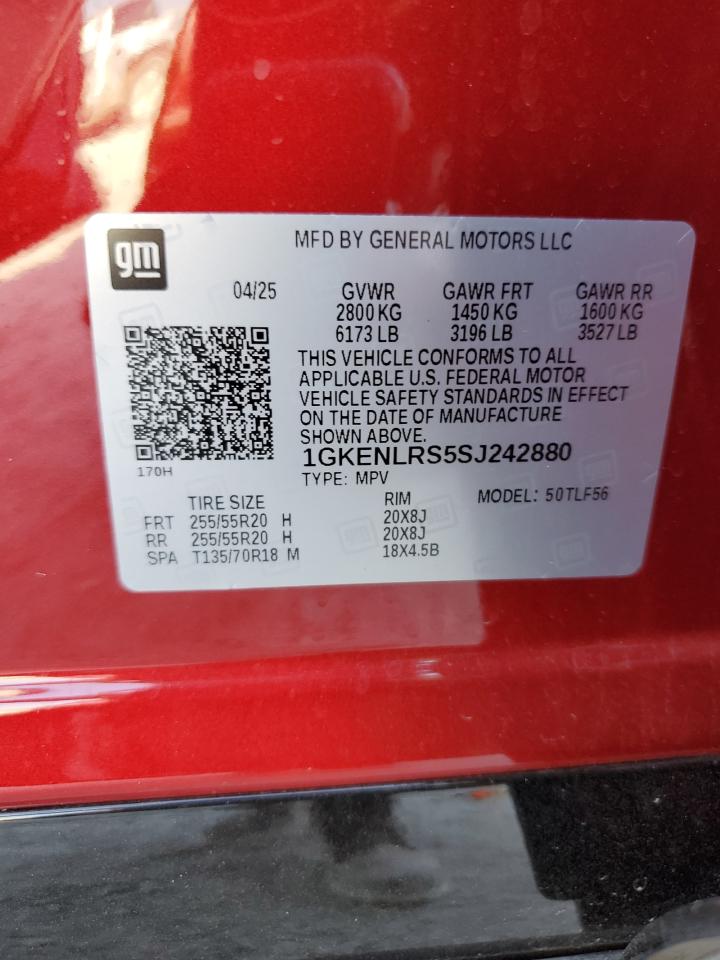 gm
MFD BY GENERAL MOTORS LLC
04/25 GVWR GAWR FRT GAWR RR
2800 KG 1450 KG 1600 KG
6173 LB 3196 LB 3527 LB
THIS VEHICLE CONFORMS TO ALL
APPLICABLE U.S. FEDERAL MOTOR
VEHICLE SAFETY STANDARDS IN EFFECT
ON THE DATE OF MANUFACTURE
SHOWN ABOVE.
170H
1GKENLRS5SJ242880
TYPE: MPV
TIRE SIZE RIM MODEL: 50TLF56
FRT 255/55R20 H 20X8J
RR 255/55R20 H 20X8J
SPA T135/70R18 M 18X4.5B